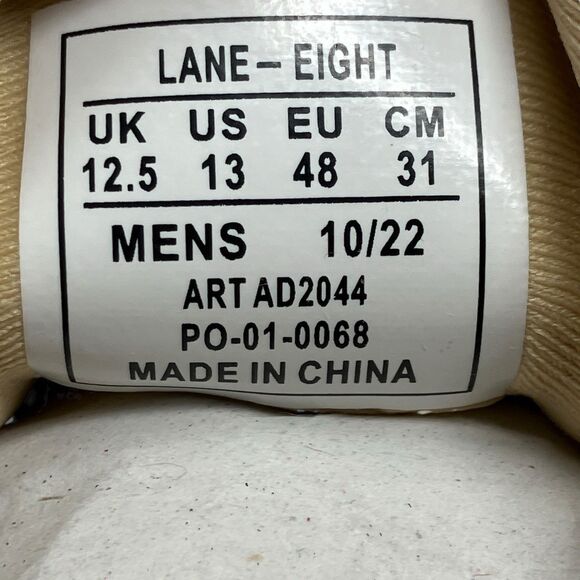 LANE-EIGHT
UK US EU CM
12.5 13 48 31
MENS 10/22
ART AD2044
PO-01-0068
MADE IN CHINA